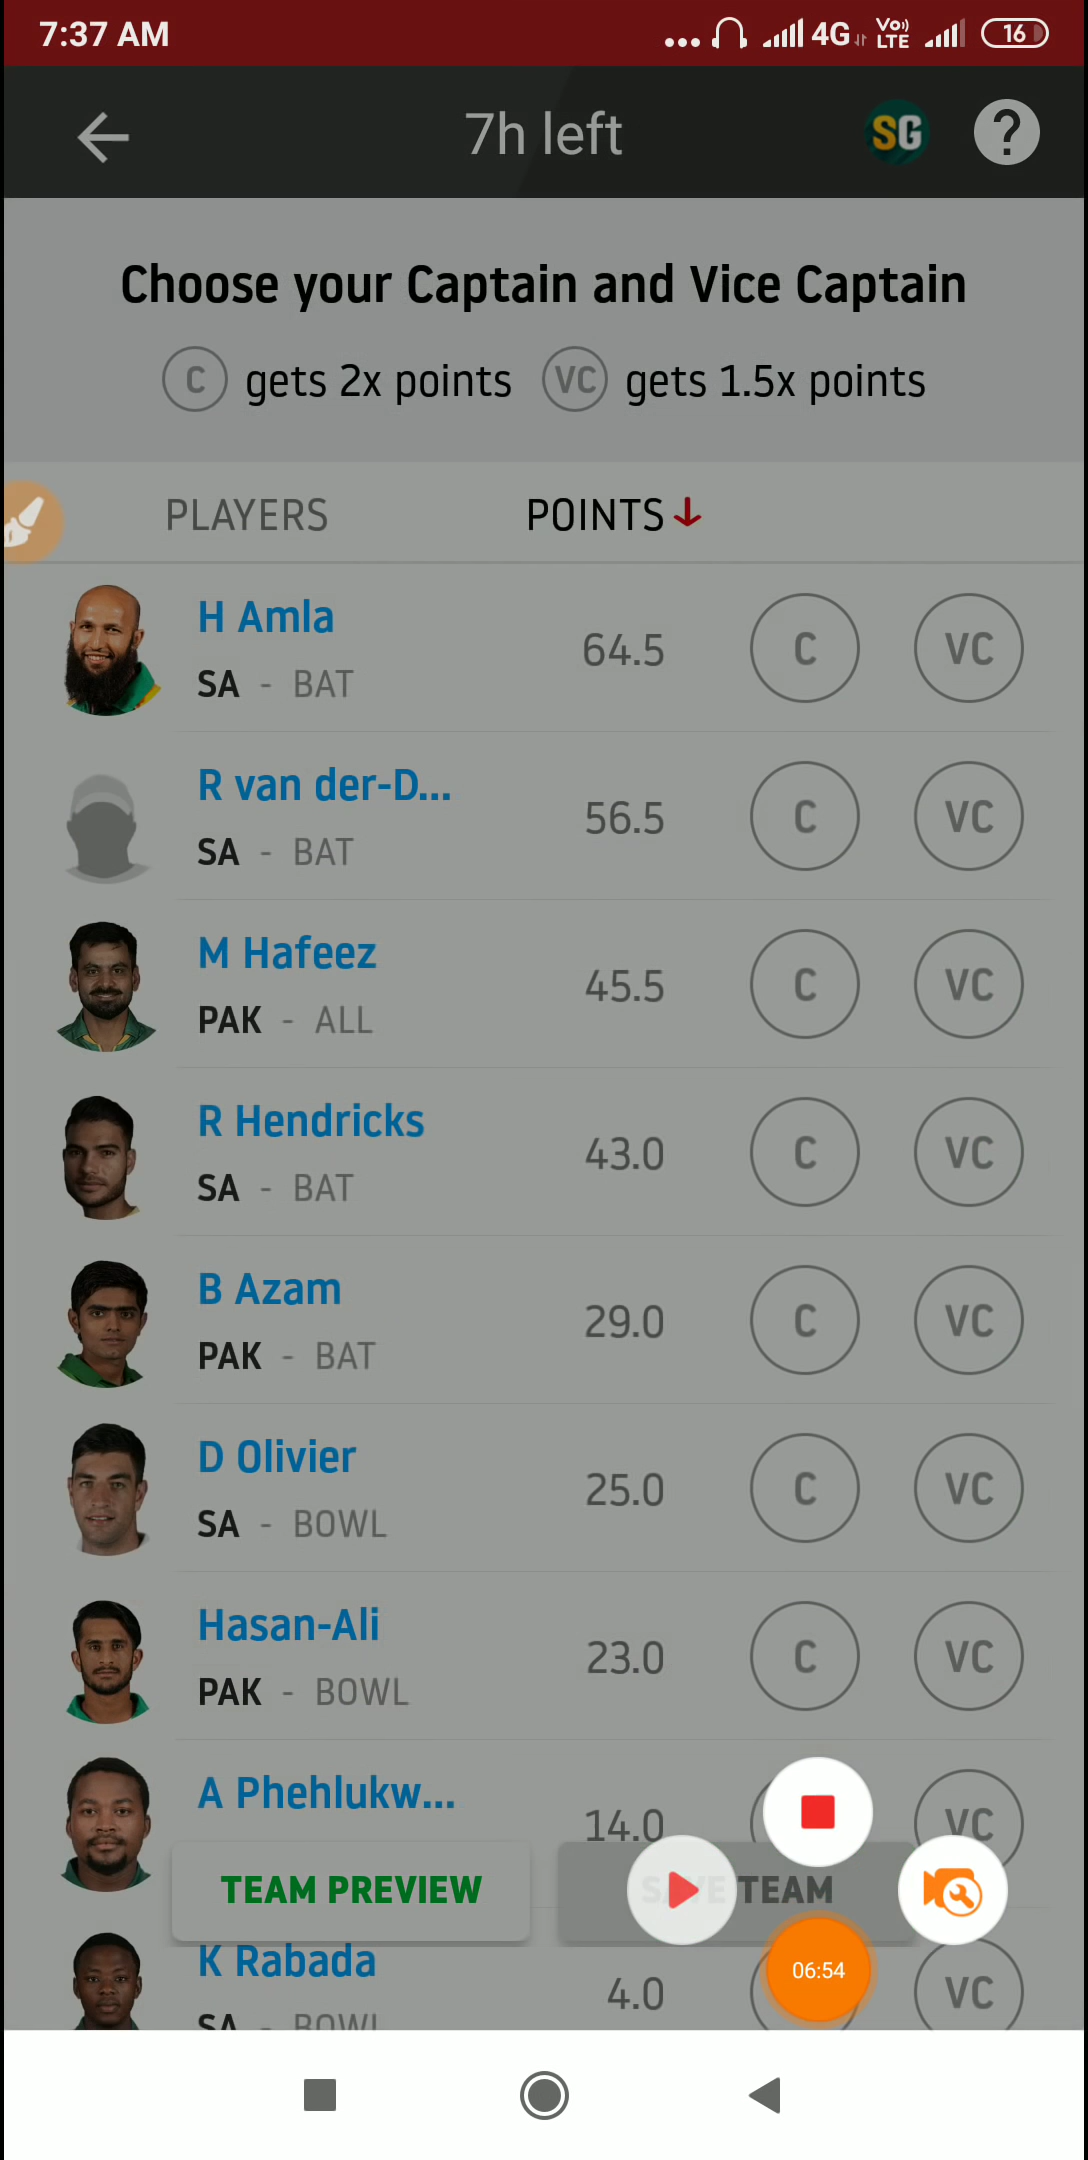 7:37 AM ... 4G Vo)) LTE 16
7h left SG ?
Choose your Captain and Vice Captain
C gets 2x points VC gets 1.5x points
PLAYERS POINTS
H Amla
SA - BAT 64.5 C VC
R van der-D...
SA - BAT 56.5 C VC
M Hafeez
PAK - ALL 45.5 C VC
R Hendricks
SA - BAT 43.0 C VC
B Azam
PAK - BAT 29.0 C VC
D Olivier
SA - BOWL 25.0 C VC
Hasan-Ali
PAK - BOWL 23.0 C VC
A Phehlukw...
14.0 VC
TEAM PREVIEW SAVE TEAM
K Rabada
SA - BOWL 4.0 VC
06:54